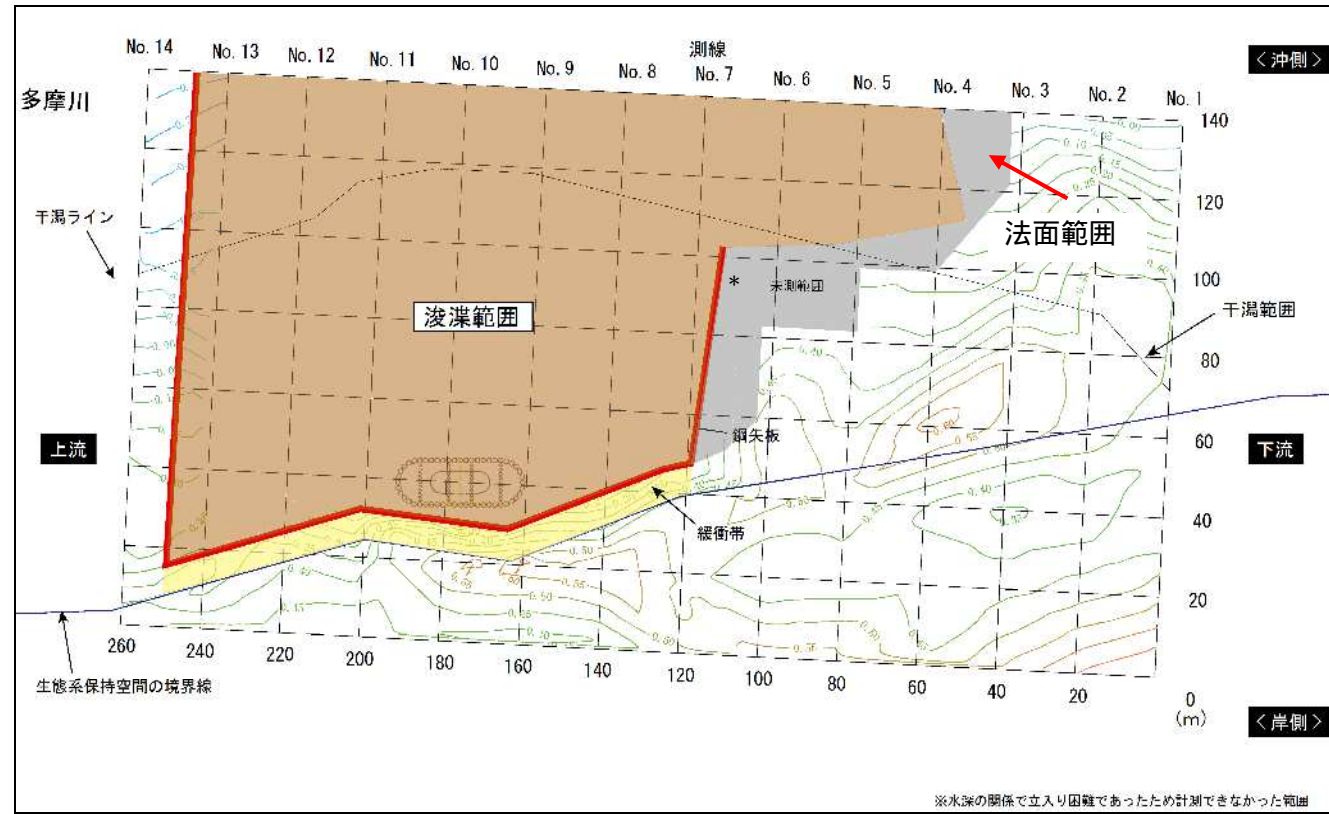 測線
No. 14
No. 13
No. 12
No. 11
No. 10
No. 9
No. 8
No. 7
No. 6
No. 5
No. 4
No. 3
No. 2
No. 1
<沖側>
多摩川
140
120
100
80
60
40
20
0
(m)
干潟ライン
法面範囲
* 未測範囲
浚渫範囲
干潟範囲
鋼矢板
上流
下流
緩衝帯
260
240
220
200
180
160
140
120
100
80
60
40
20
生態系保持空間の境界線
<岸側>
※水深の関係で立入り困難であったため計測できなかった範囲